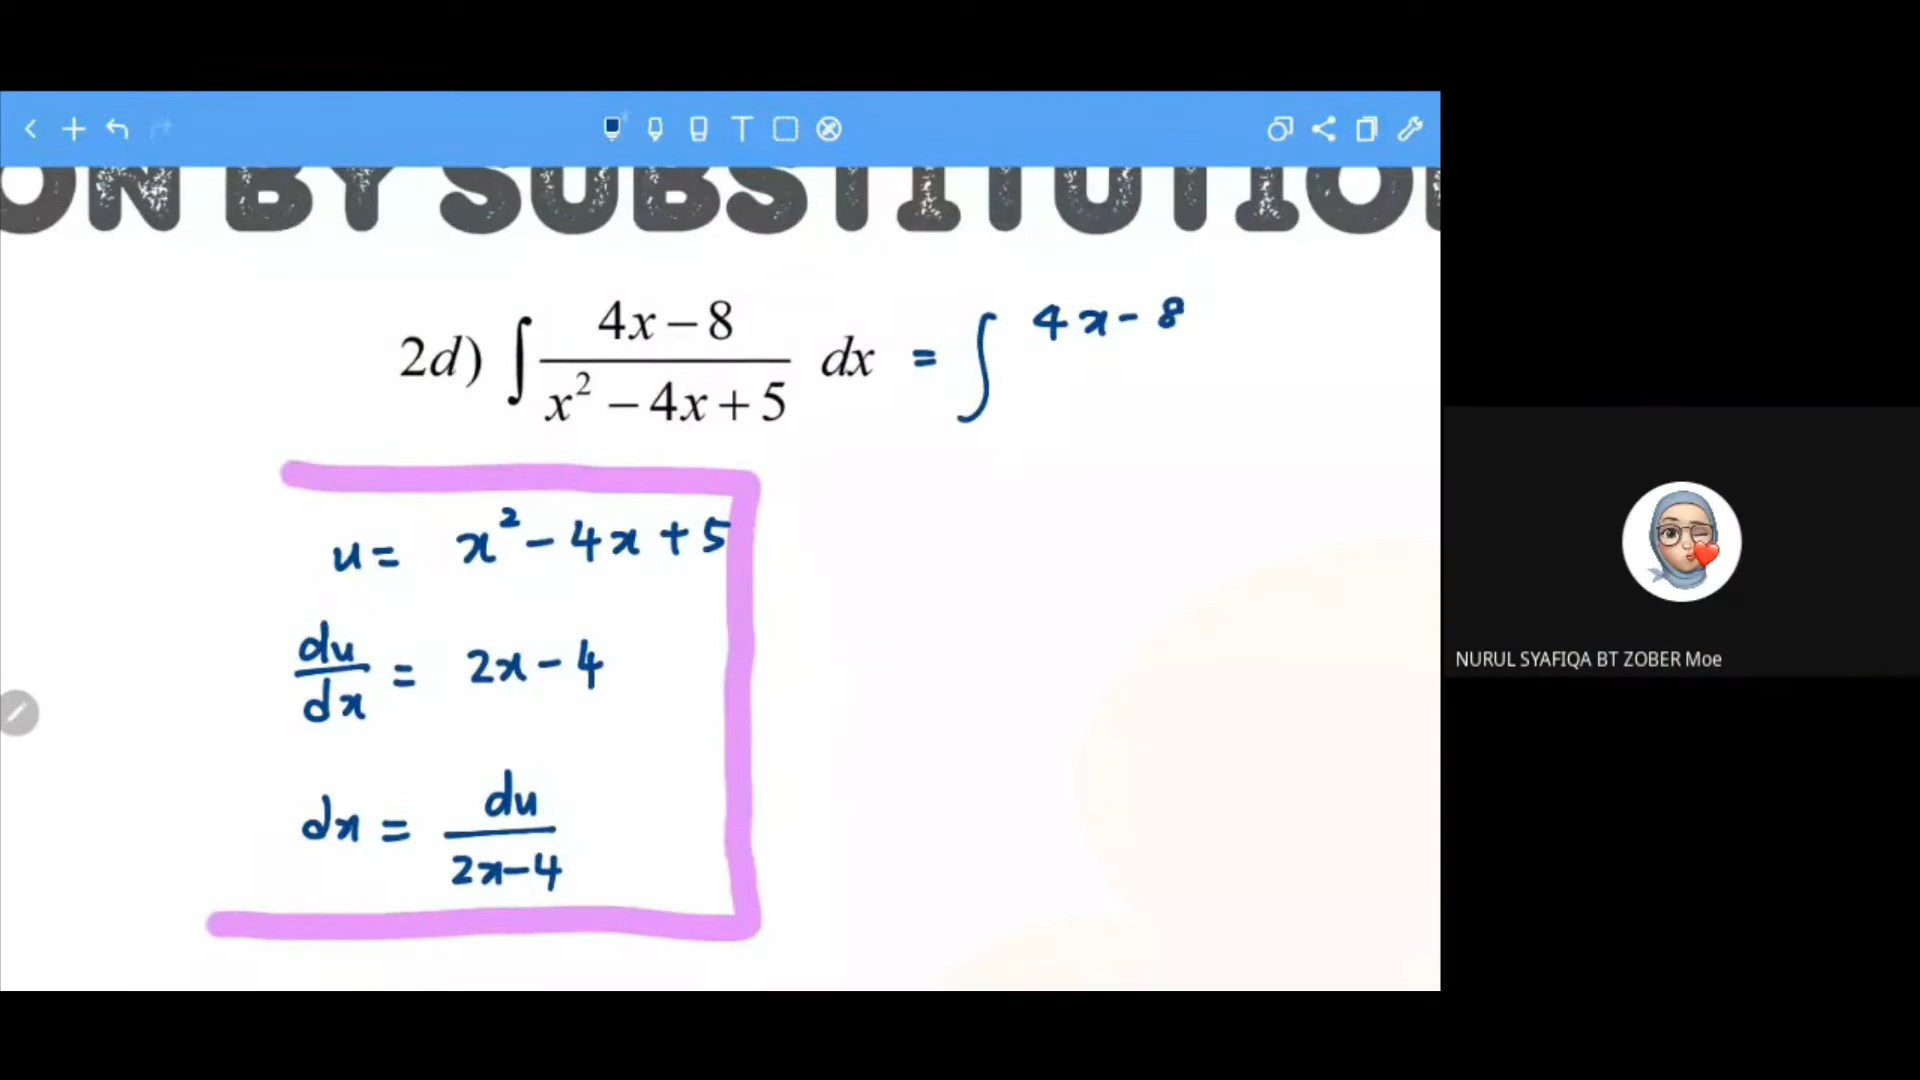 ON BY SUBSTITUTION
2d) ∫ (4x − 8)/(x² − 4x + 5) dx = ∫ 4x − 8
u = x² − 4x + 5
du/dx = 2x − 4
dx = du/(2x − 4)
NURUL SYAFIQA BT ZOBER Moe